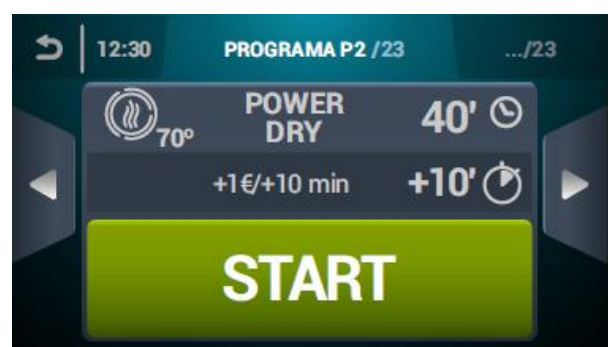 12:30 PROGRAMA P2 /23 .../23
70º POWER DRY 40'
+1€/+10 min +10'
START